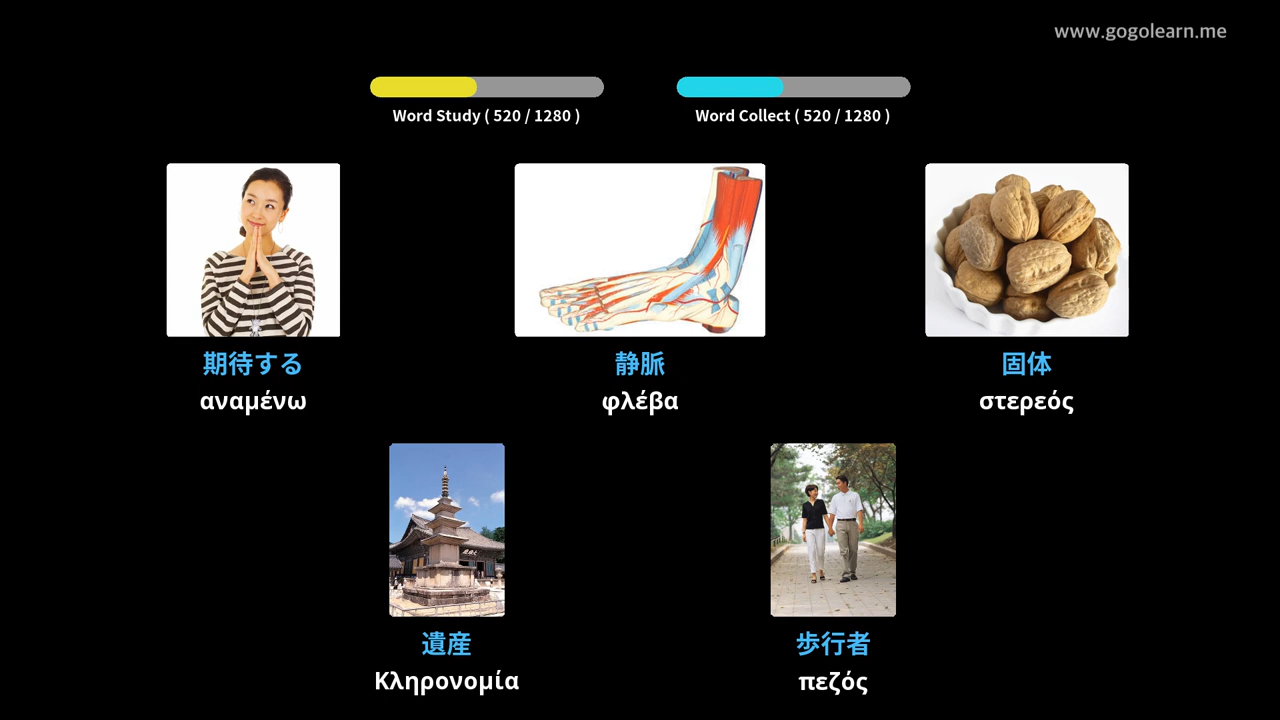 www.gogolearn.me
Word Study ( 520 / 1280 )
Word Collect ( 520 / 1280 )
期待する
αναμένω
静脈
φλέβα
固体
στερεός
遺産
Κληρονομία
歩行者
πεζός